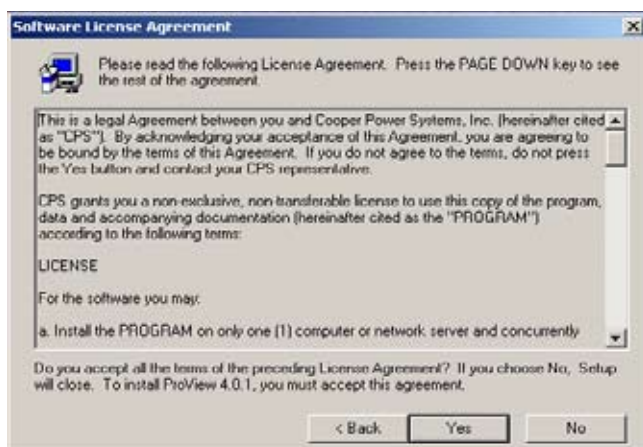 Software License Agreement
Please read the following License Agreement. Press the PAGE DOWN key to see
the rest of the agreement.
This is a legal Agreement between you and Cooper Power Systems, Inc. (hereinafter cited
as "CPS"). By acknowledging your acceptance of this Agreement, you are agreeing to
be bound by the terms of this Agreement. If you do not agree to the terms, do not press
the Yes button and contact your CPS representative.
CPS grants you a non-exclusive, non-transferable license to use this copy of the program,
data and accompanying documentation (hereinafter cited as the "PROGRAM")
according to the following terms:
LICENSE
For the software you may:
a. Install the PROGRAM on only one (1) computer or network server and concurrently
Do you accept all the terms of the preceding License Agreement? If you choose No, Setup
will close. To install ProView 4.0.1, you must accept this agreement.
< Back Yes No